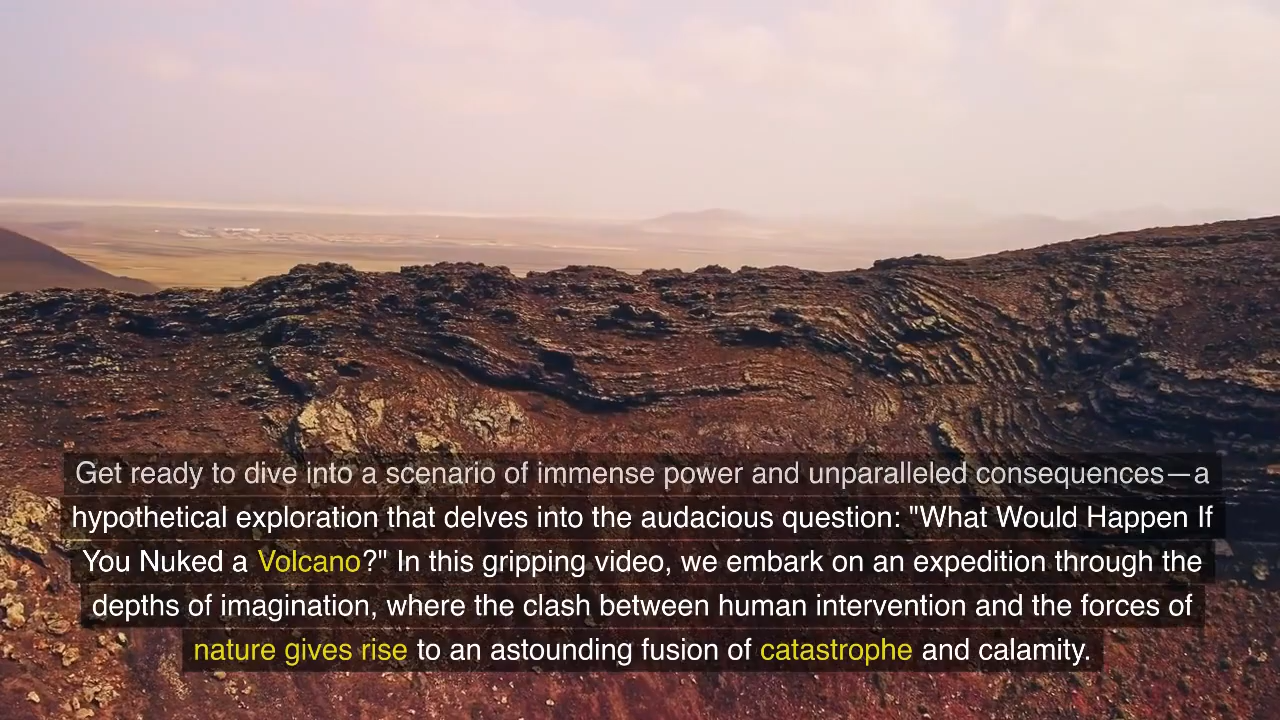 Get ready to dive into a scenario of immense power and unparalleled consequences—a
hypothetical exploration that delves into the audacious question: "What Would Happen If
You Nuked a Volcano?" In this gripping video, we embark on an expedition through the
depths of imagination, where the clash between human intervention and the forces of
nature gives rise to an astounding fusion of catastrophe and calamity.